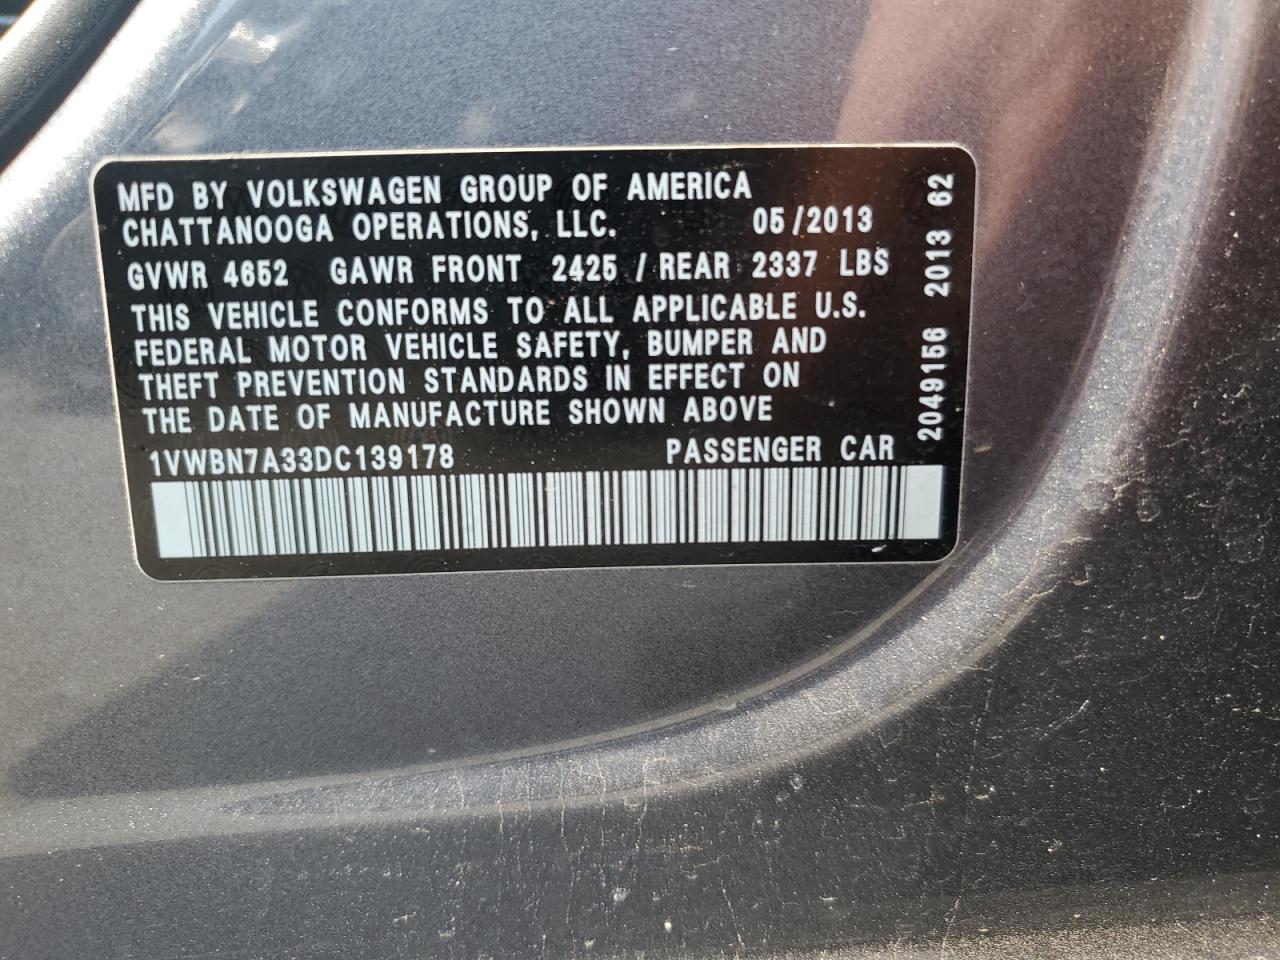 MFD BY VOLKSWAGEN GROUP OF AMERICA
CHATTANOOGA OPERATIONS, LLC. 05/2013
GVWR 4652 GAWR FRONT 2425 / REAR 2337 LBS
THIS VEHICLE CONFORMS TO ALL APPLICABLE U.S.
FEDERAL MOTOR VEHICLE SAFETY, BUMPER AND
THEFT PREVENTION STANDARDS IN EFFECT ON
THE DATE OF MANUFACTURE SHOWN ABOVE
1VWBN7A33DC139178 PASSENGER CAR
2049156 2013 62